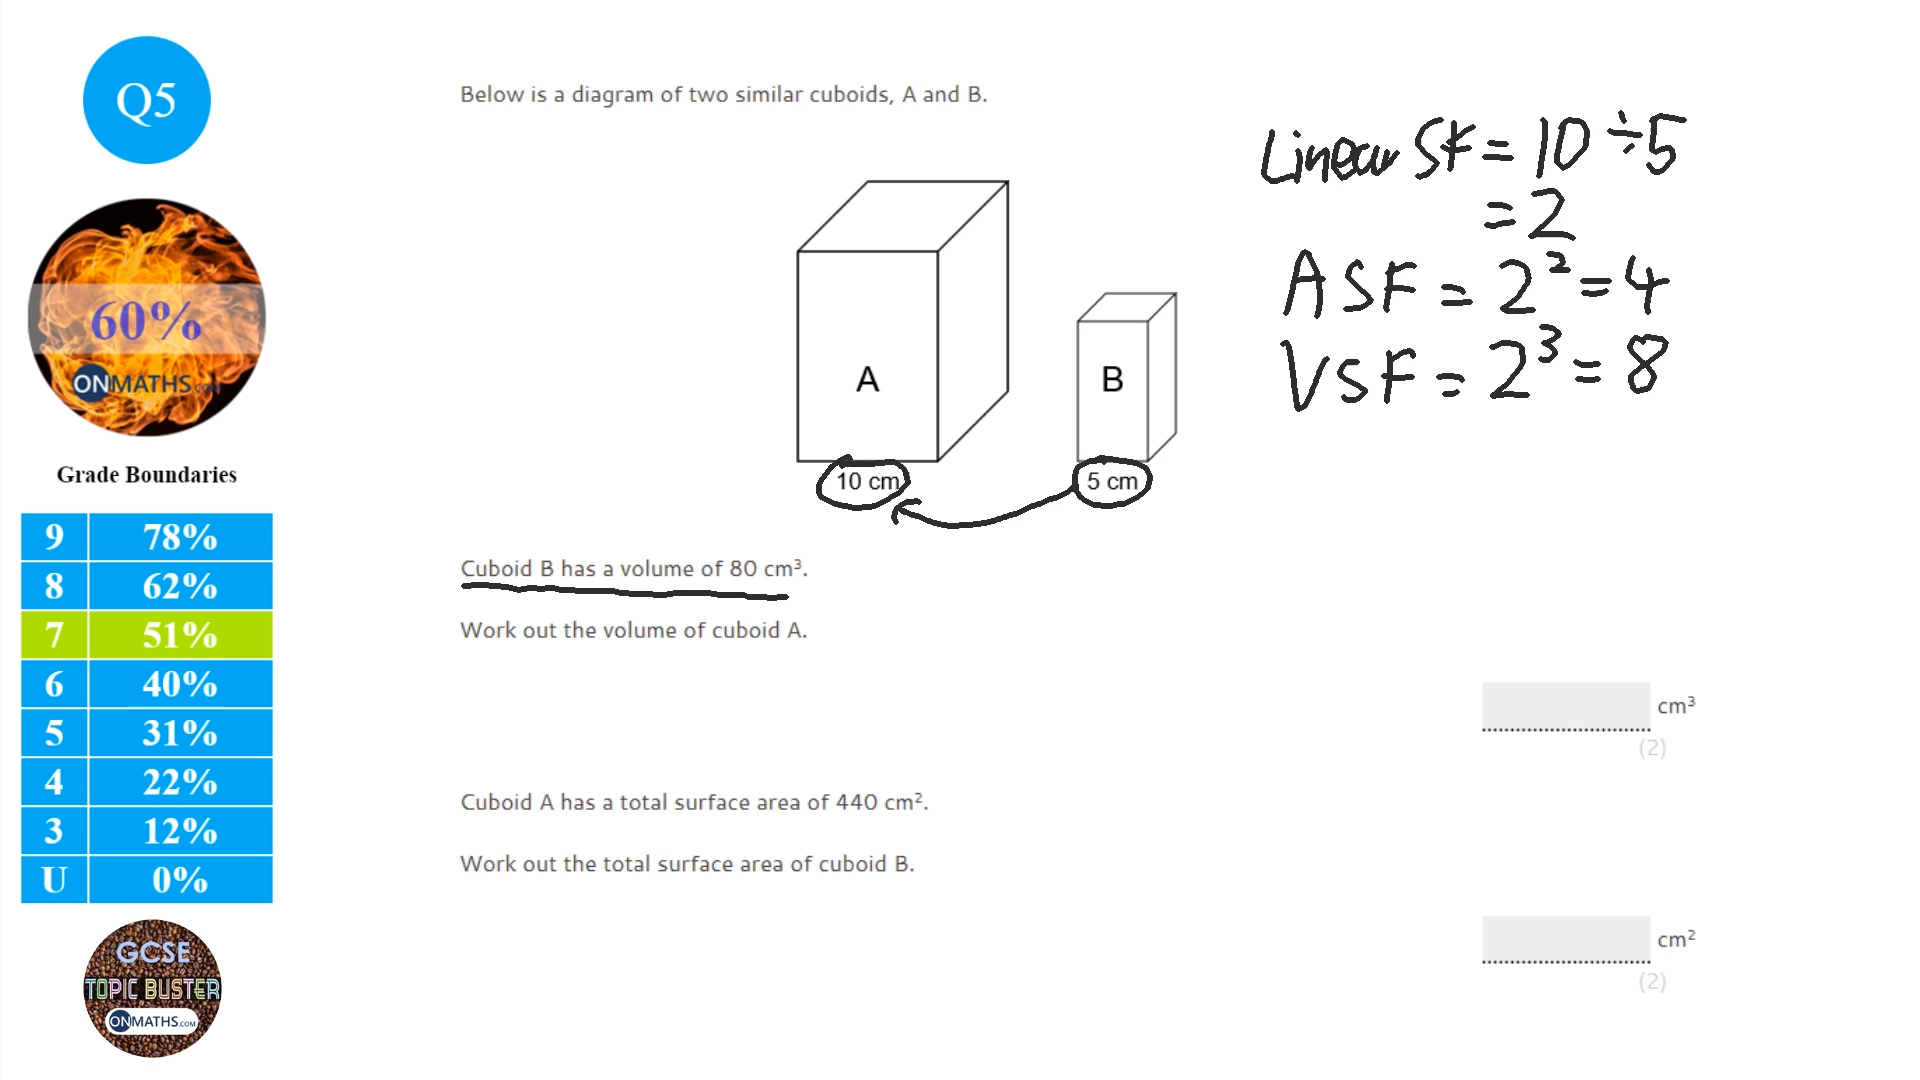 Q5
60%
ONMATHS.com
Grade Boundaries
9 78%
8 62%
7 51%
6 40%
5 31%
4 22%
3 12%
U 0%
GCSE
TOPIC BUSTER
ONMATHS.COM
Below is a diagram of two similar cuboids, A and B.
A
B
10 cm
5 cm
Linear SF = 10 ÷ 5
= 2
ASF = 2² = 4
VSF = 2³ = 8
Cuboid B has a volume of 80 cm³.
Work out the volume of cuboid A.
cm³
(2)
Cuboid A has a total surface area of 440 cm².
Work out the total surface area of cuboid B.
cm²
(2)